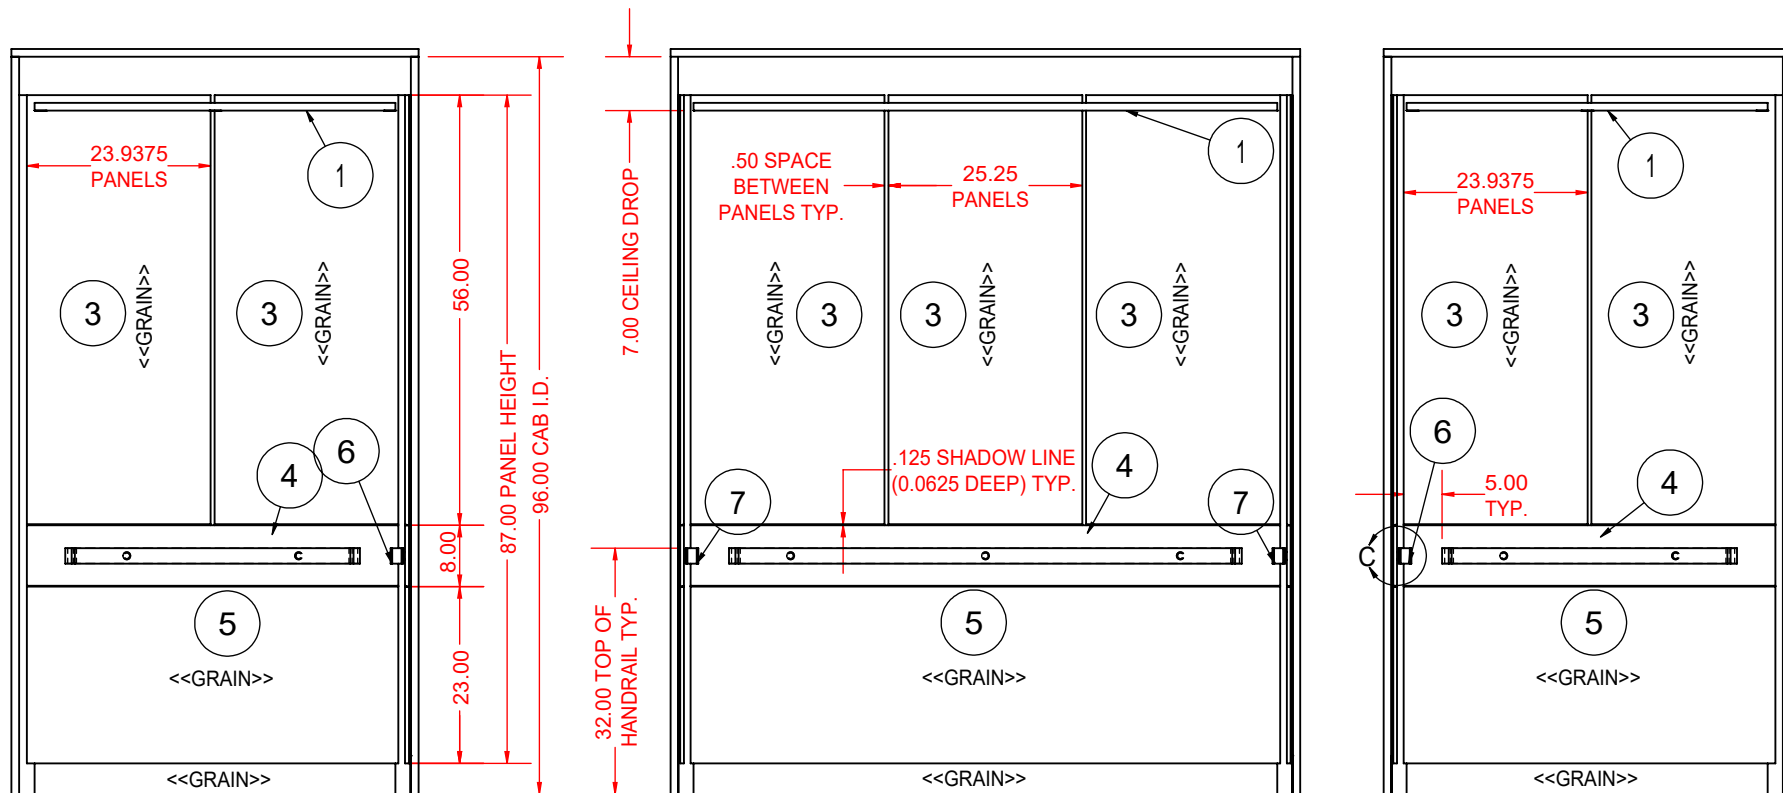 23.9375
PANELS
1
3
<<GRAIN>>
3
<<GRAIN>>
56.00
87.00 PANEL HEIGHT
96.00 CAB I.D.
4
6
8.00
5
<<GRAIN>>
23.00
<<GRAIN>>
7.00 CEILING DROP
.50 SPACE
BETWEEN
PANELS TYP.
25.25
PANELS
1
<<GRAIN>>
3
3
<<GRAIN>>
3
<<GRAIN>>
.125 SHADOW LINE
(0.0625 DEEP) TYP.
4
7
7
32.00 TOP OF
HANDRAIL TYP.
5
<<GRAIN>>
<<GRAIN>>
23.9375
PANELS
1
3
<<GRAIN>>
3
<<GRAIN>>
6
5.00
TYP.
4
C
5
<<GRAIN>>
<<GRAIN>>